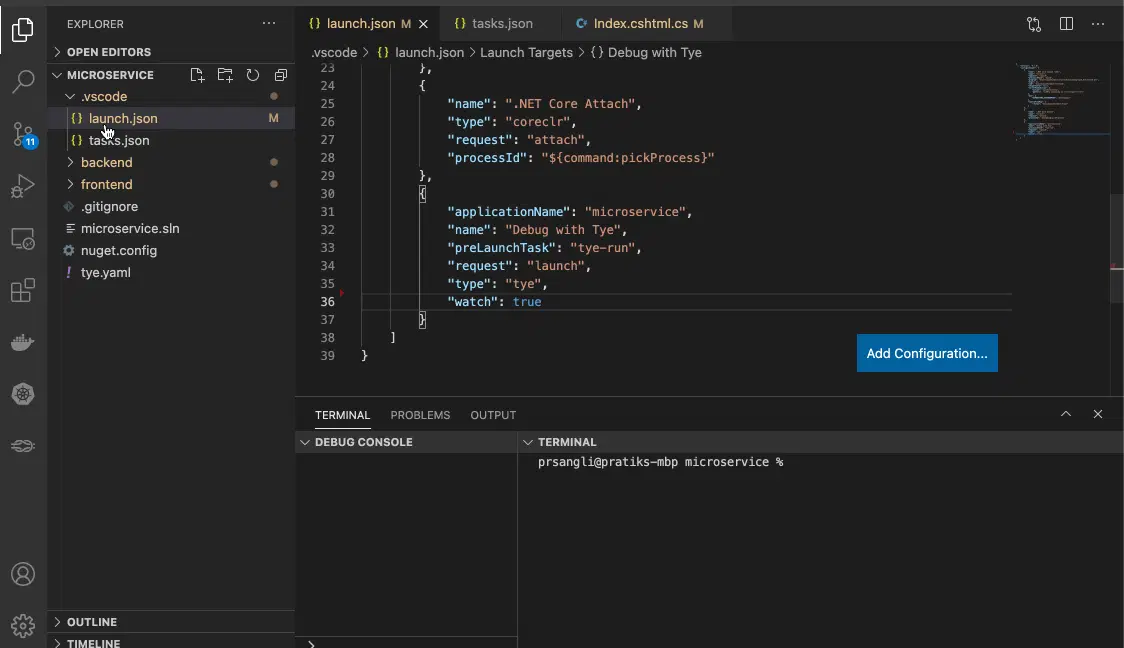 EXPLORER
OPEN EDITORS
MICROSERVICE
.vscode
{} launch.json M
{} tasks.json
backend
frontend
.gitignore
microservice.sln
nuget.config
! tye.yaml
OUTLINE
TIMELINE
11
{} launch.json M
{} tasks.json
Index.cshtml.cs M
.vscode > {} launch.json > Launch Targets > {} Debug with Tye
23 },
24 {
25 "name": ".NET Core Attach",
26 "type": "coreclr",
27 "request": "attach",
28 "processId": "${command:pickProcess}"
29 },
30 {
31 "applicationName": "microservice",
32 "name": "Debug with Tye",
33 "preLaunchTask": "tye-run",
34 "request": "launch",
35 "type": "tye",
36 "watch": true
37 }
38 ]
39 }
Add Configuration...
TERMINAL PROBLEMS OUTPUT
DEBUG CONSOLE
TERMINAL
prsangli@pratiks-mbp microservice %